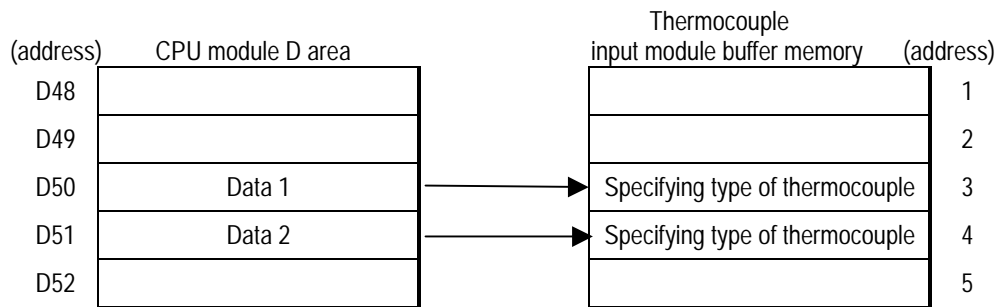 Thermocouple
(address) CPU module D area input module buffer memory (address)
D48 1
D49 2
D50 Data 1 Specifying type of thermocouple 3
D51 Data 2 Specifying type of thermocouple 4
D52 5